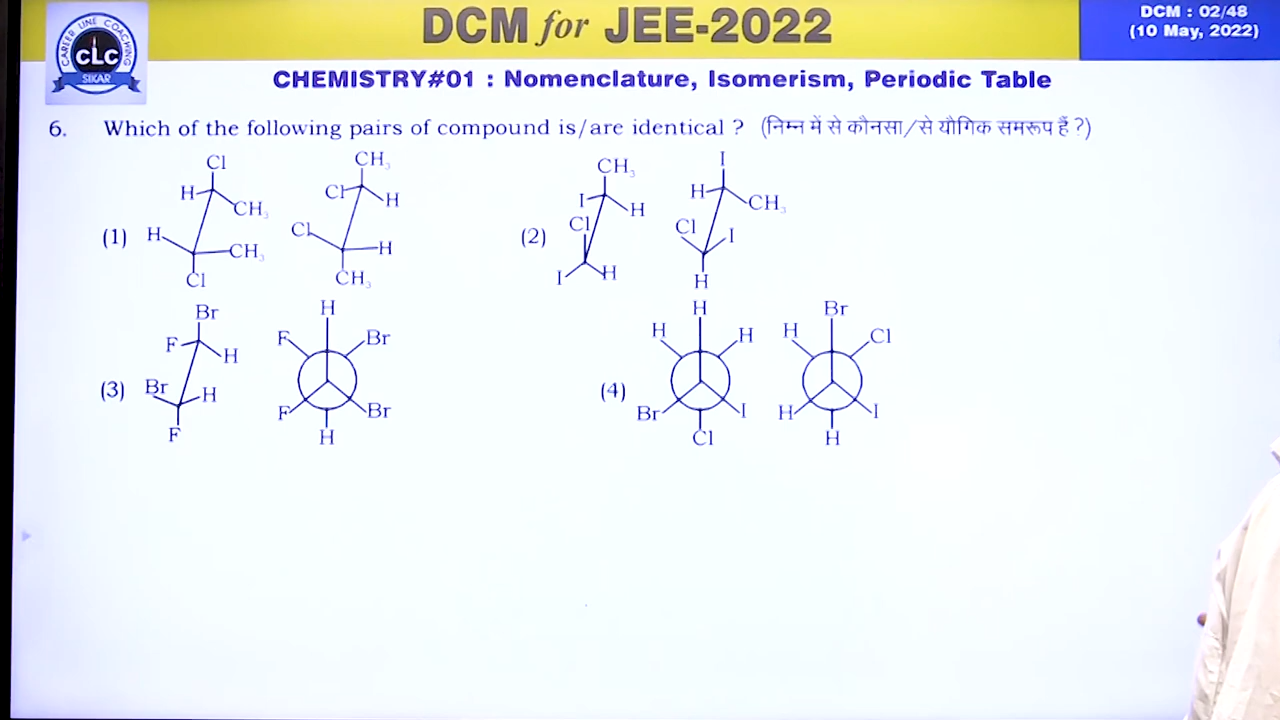 DCM for JEE-2022
DCM : 02/48
(10 May, 2022)
CAREER LINE COACHING
CLC
SIKAR
CHEMISTRY#01 : Nomenclature, Isomerism, Periodic Table
6. Which of the following pairs of compound is/are identical ? (निम्न में से कौनसा/से यौगिक समरूप हैं ?)
(1) Cl H CH3 H CH3 Cl
CH3 Cl H Cl H CH3
(2) CH3 I H Cl I H
I H CH3 Cl I H
(3) Br F H Br H F
H F Br F Br H
(4) H H H Br I Cl
Br H Cl H I H